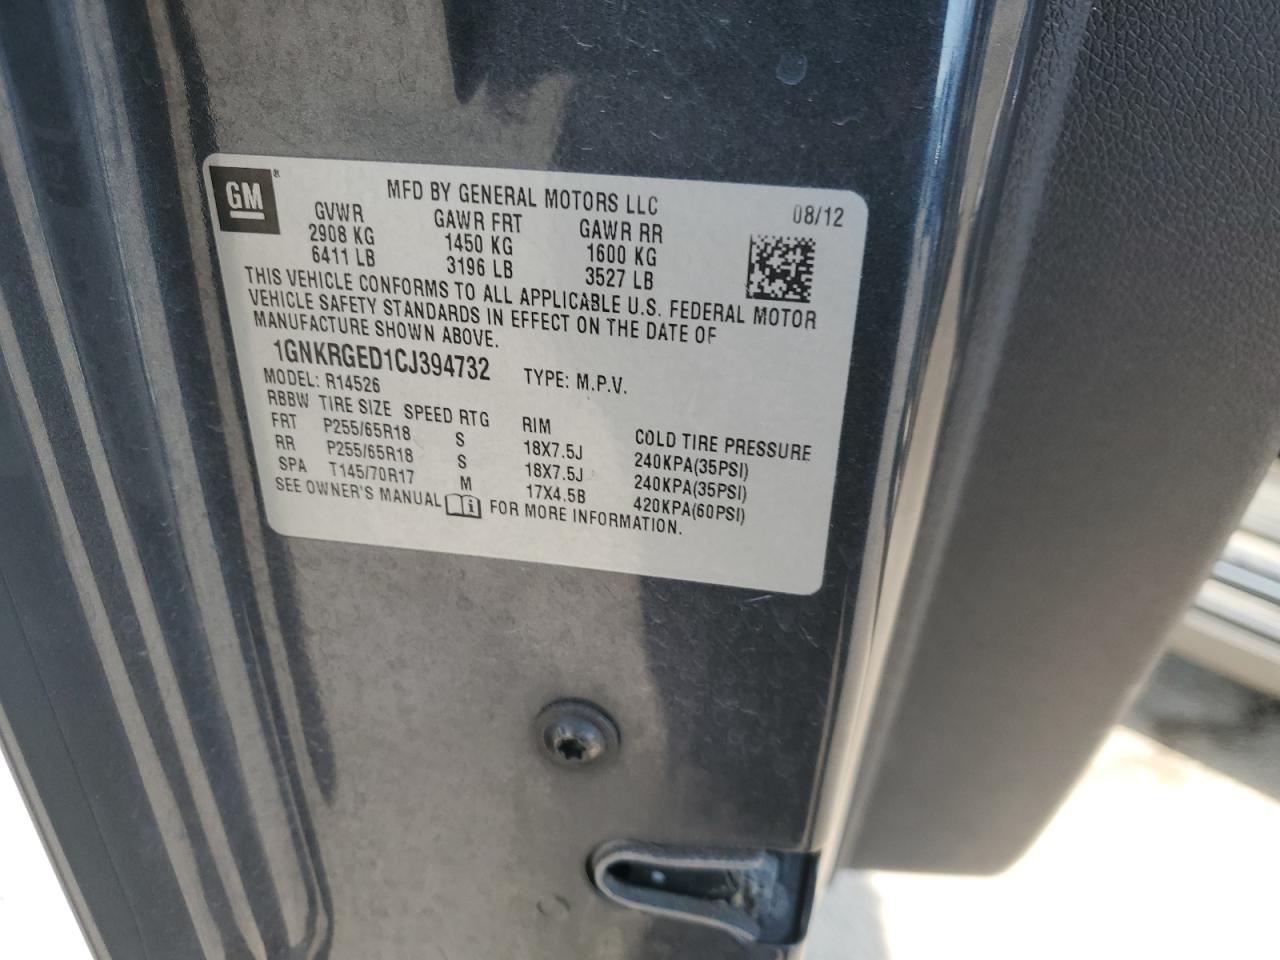 GM ®
MFD BY GENERAL MOTORS LLC 08/12
GVWR GAWR FRT GAWR RR
2908 KG 1450 KG 1600 KG
6411 LB 3196 LB 3527 LB
THIS VEHICLE CONFORMS TO ALL APPLICABLE U.S. FEDERAL MOTOR
VEHICLE SAFETY STANDARDS IN EFFECT ON THE DATE OF
MANUFACTURE SHOWN ABOVE.
1GNKRGED1CJ394732 TYPE: M.P.V.
MODEL: R14526
RBBW TIRE SIZE SPEED RTG RIM COLD TIRE PRESSURE
FRT P255/65R18 S 18X7.5J 240KPA(35PSI)
RR P255/65R18 S 18X7.5J 240KPA(35PSI)
SPA T145/70R17 M 17X4.5B 420KPA(60PSI)
SEE OWNER'S MANUAL FOR MORE INFORMATION.